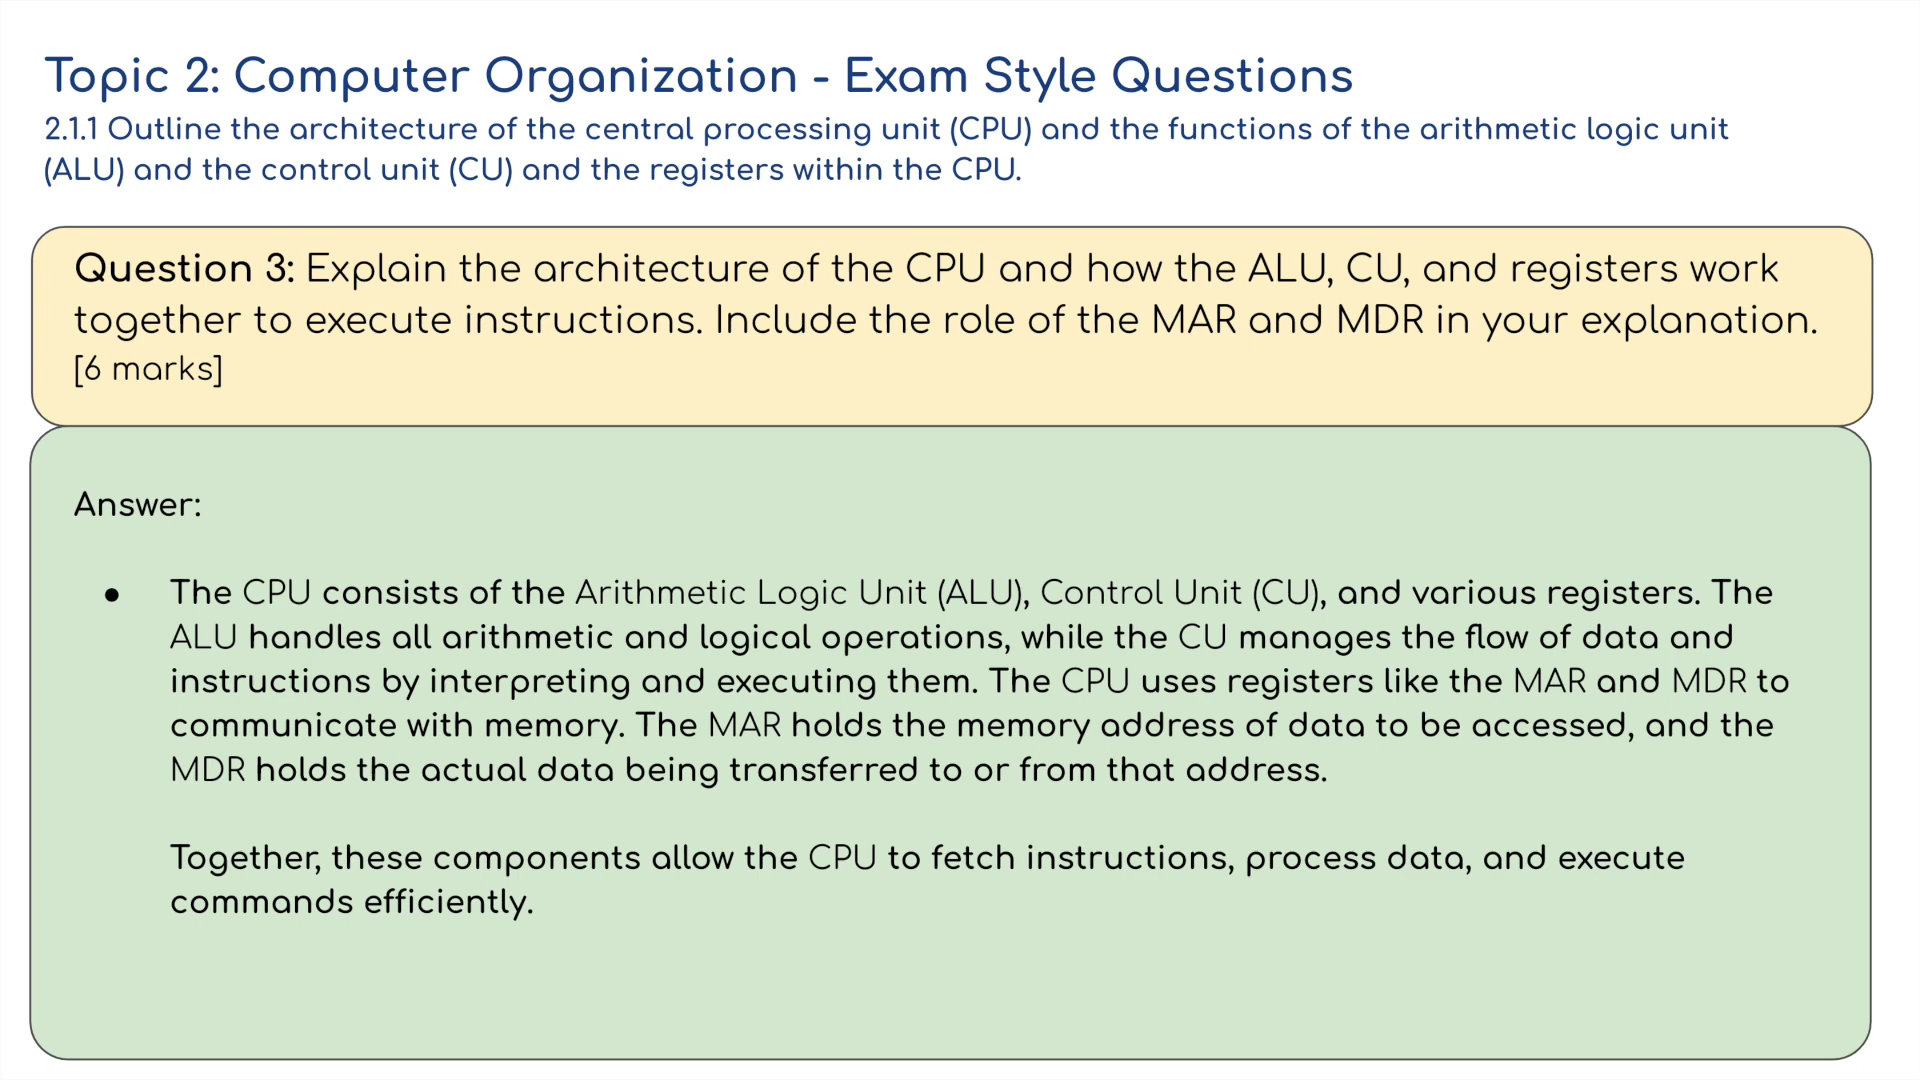 Topic 2: Computer Organization - Exam Style Questions
2.1.1 Outline the architecture of the central processing unit (CPU) and the functions of the arithmetic logic unit
(ALU) and the control unit (CU) and the registers within the CPU.
Question 3: Explain the architecture of the CPU and how the ALU, CU, and registers work
together to execute instructions. Include the role of the MAR and MDR in your explanation.
[6 marks]
Answer:
● The CPU consists of the Arithmetic Logic Unit (ALU), Control Unit (CU), and various registers. The
ALU handles all arithmetic and logical operations, while the CU manages the flow of data and
instructions by interpreting and executing them. The CPU uses registers like the MAR and MDR to
communicate with memory. The MAR holds the memory address of data to be accessed, and the
MDR holds the actual data being transferred to or from that address.
Together, these components allow the CPU to fetch instructions, process data, and execute
commands efficiently.